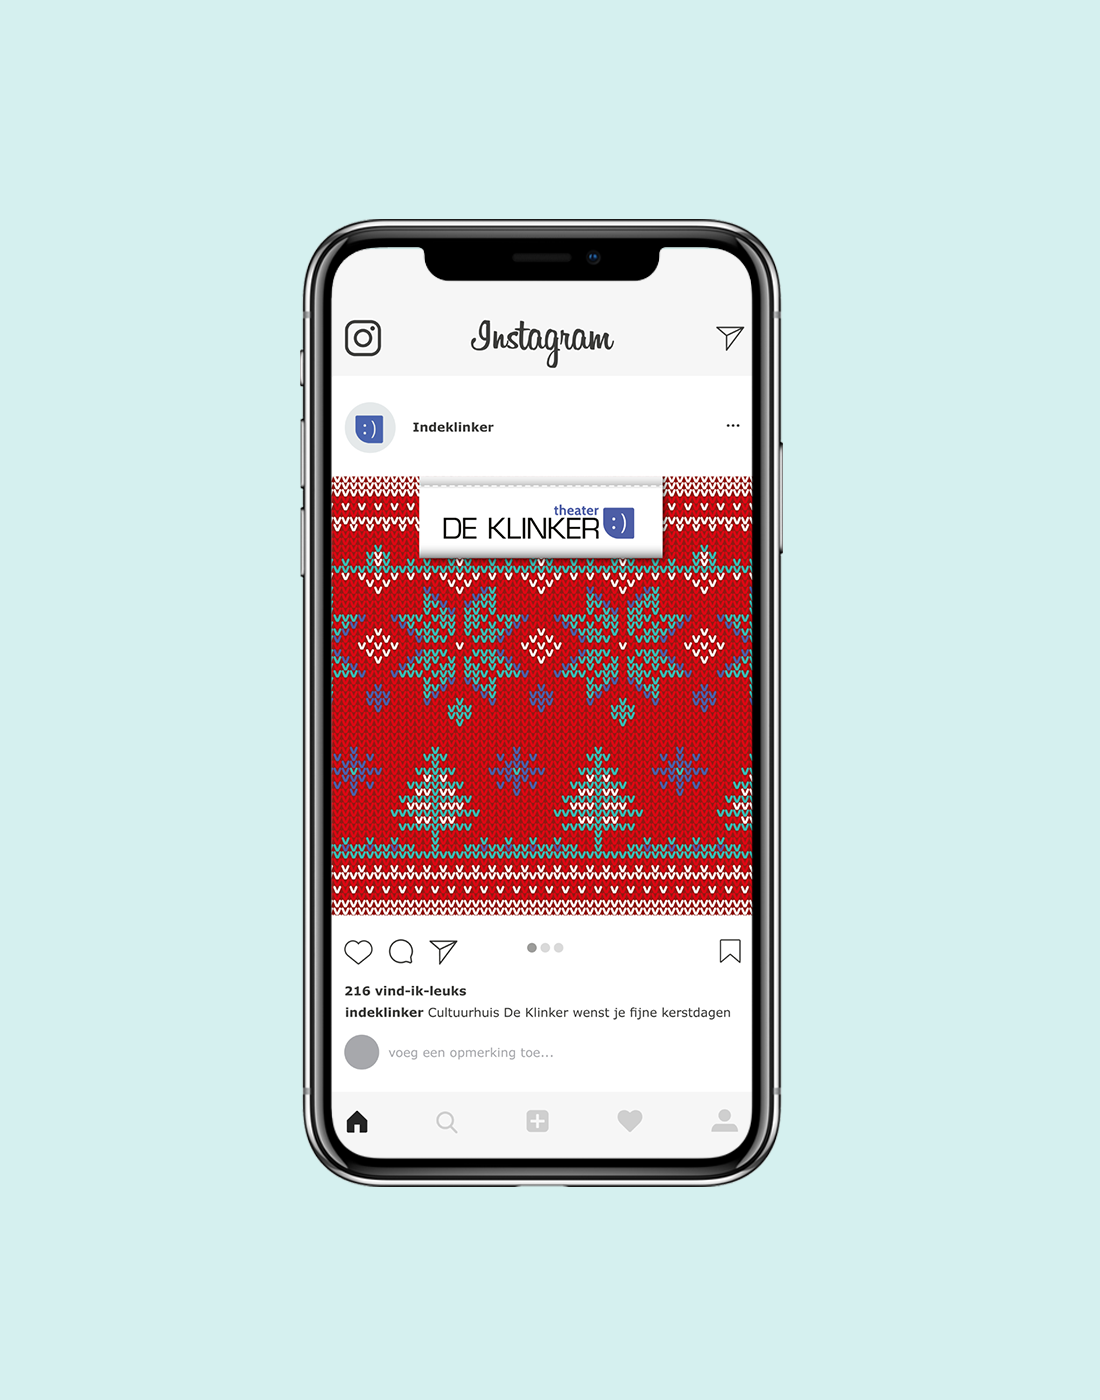 Instagram
Indeklinker
theater
DE KLINKER :)
216 vind-ik-leuks
indeklinker Cultuurhuis De Klinker wenst je fijne kerstdagen
voeg een opmerking toe...